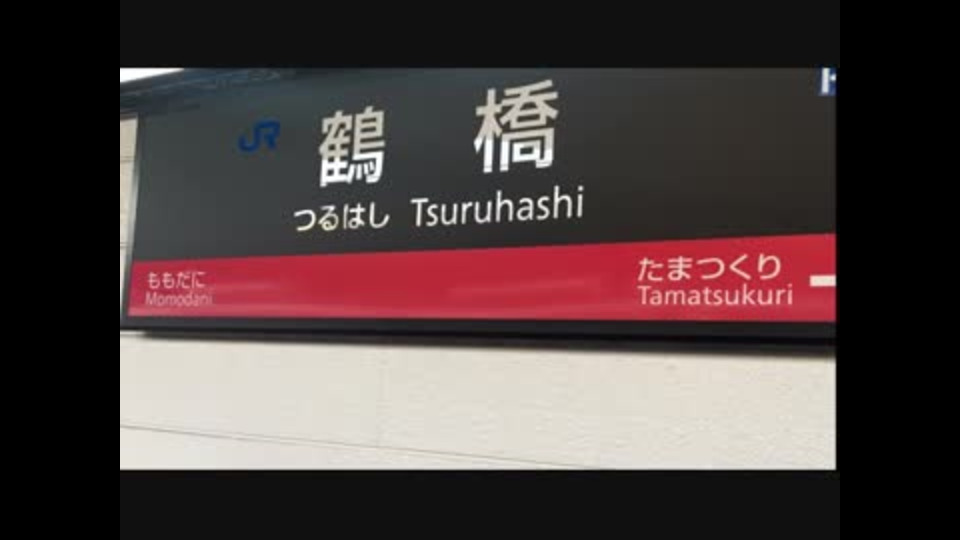 JR 鶴橋
つるはし Tsuruhashi
ももだに
Momodani
たまつくり
Tamatsukuri